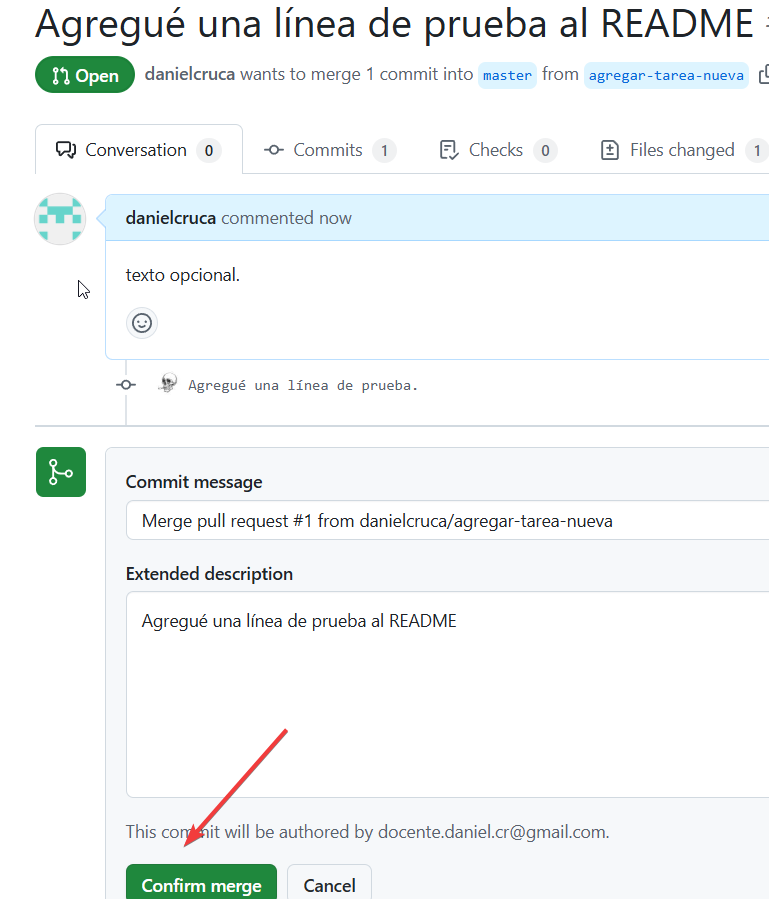 Agregué una línea de prueba al README
Open danielcruca wants to merge 1 commit into master from agregar-tarea-nueva
Conversation 0 Commits 1 Checks 0 Files changed 1
danielcruca commented now
texto opcional.
Agregué una línea de prueba.
Commit message
Merge pull request #1 from danielcruca/agregar-tarea-nueva
Extended description
Agregué una línea de prueba al README
This commit will be authored by docente.daniel.cr@gmail.com.
Confirm merge Cancel